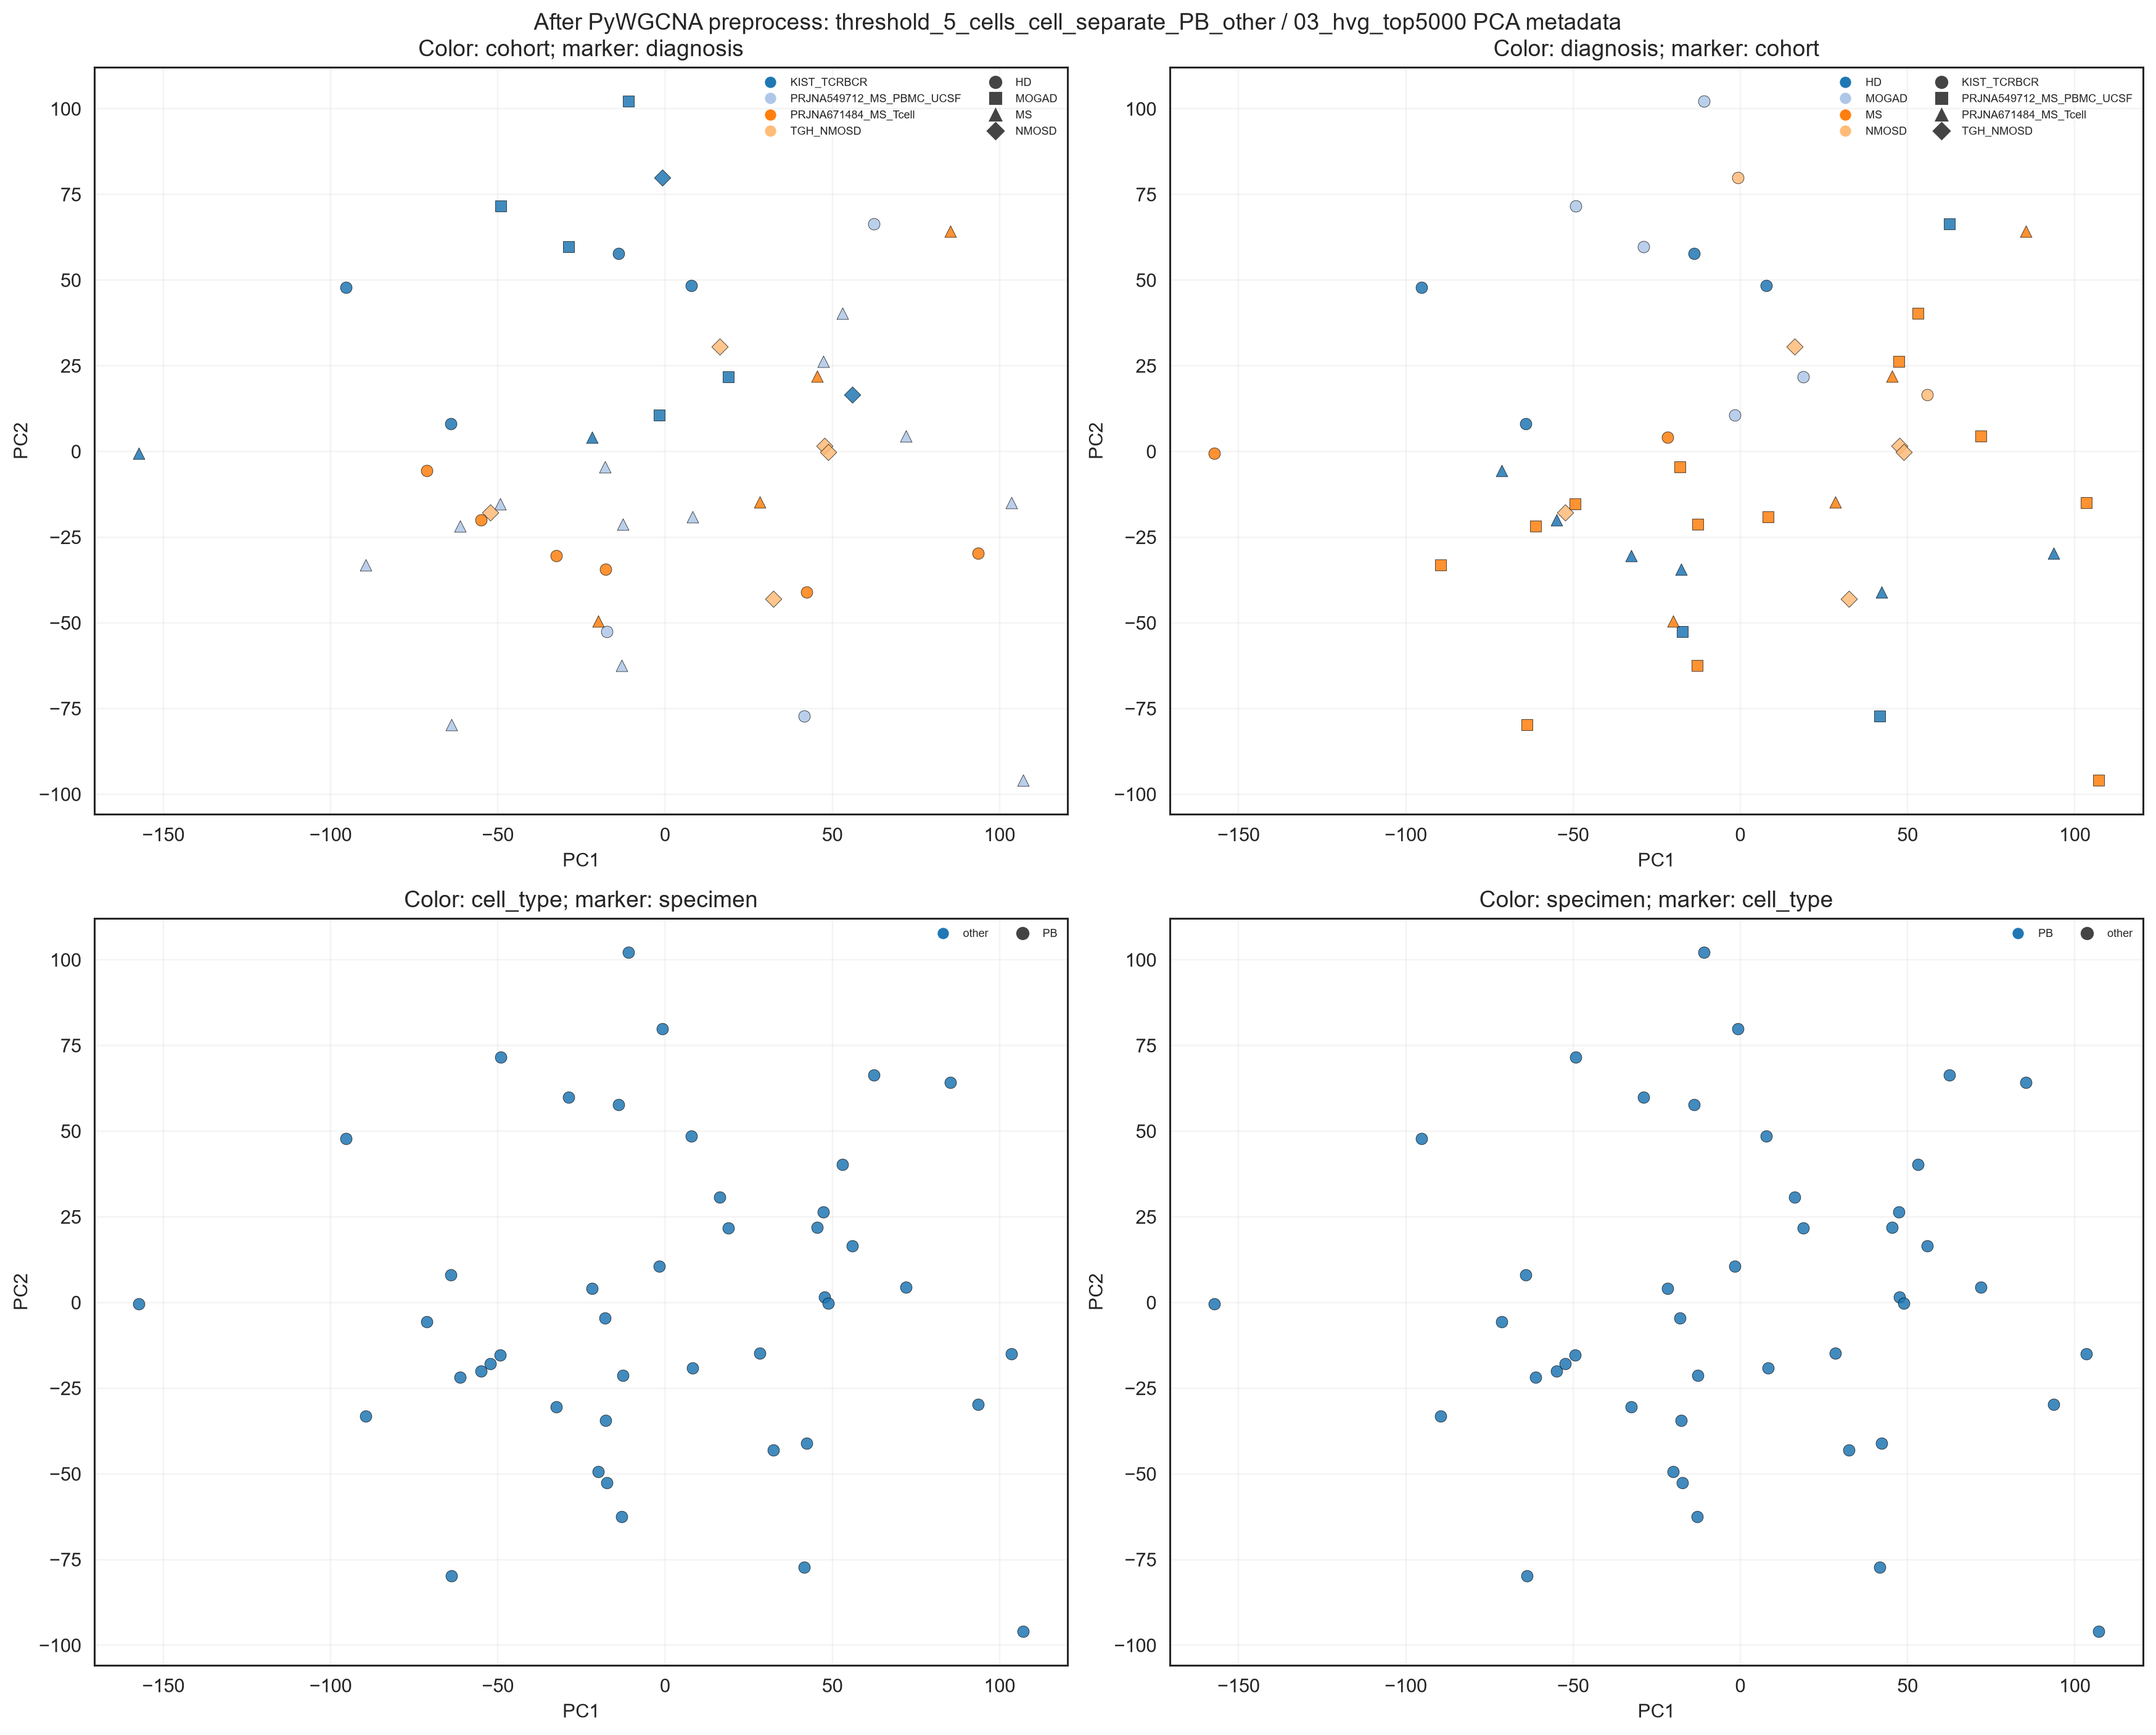 After PyWGCNA preprocess: threshold_5_cells_cell_separate_PB_other / 03_hvg_top5000 PCA metadata
Color: cohort; marker: diagnosis
KIST_TCRBCR
PRJNA549712_MS_PBMC_UCSF
PRJNA671484_MS_Tcell
TGH_NMOSD
HD
MOGAD
MS
NMOSD
100
75
50
25
0
−25
−50
−75
−100
PC2
−150
−100
−50
0
50
100
PC1
Color: diagnosis; marker: cohort
HD
MOGAD
MS
NMOSD
KIST_TCRBCR
PRJNA549712_MS_PBMC_UCSF
PRJNA671484_MS_Tcell
TGH_NMOSD
100
75
50
25
0
−25
−50
−75
−100
PC2
−150
−100
−50
0
50
100
PC1
Color: cell_type; marker: specimen
other
PB
100
75
50
25
0
−25
−50
−75
−100
PC2
−150
−100
−50
0
50
100
PC1
Color: specimen; marker: cell_type
PB
other
100
75
50
25
0
−25
−50
−75
−100
PC2
−150
−100
−50
0
50
100
PC1